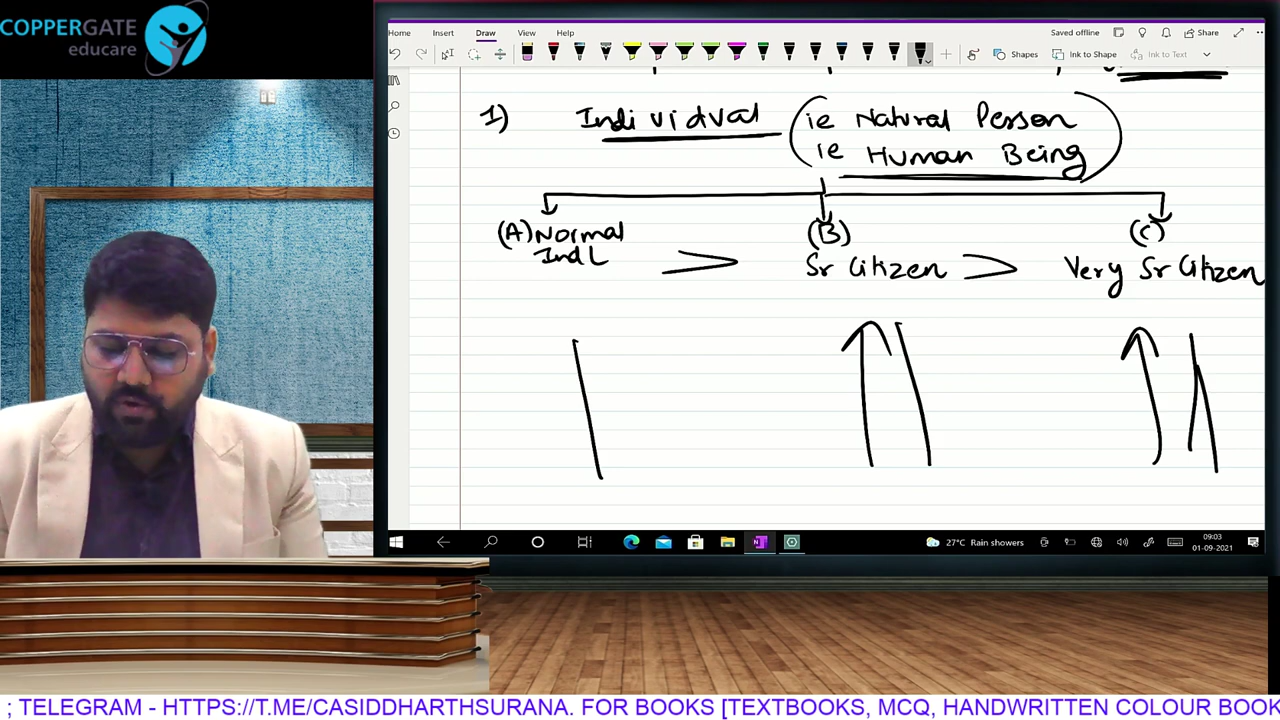 COPPERGATE
educare
Home Insert Draw View Help
Saved offline
Share
Shapes
Ink to Shape
Ink to Text
1) Individual (ie Natural Person
ie Human Being)
(A) Normal Indl
(B) Sr Citizen
(C) Very Sr Citizen
> >
27°C Rain showers
09:03
01-09-2021
; TELEGRAM - HTTPS://T.ME/CASIDDHARTHSURANA. FOR BOOKS [TEXTBOOKS, MCQ, HANDWRITTEN COLOUR BOOK